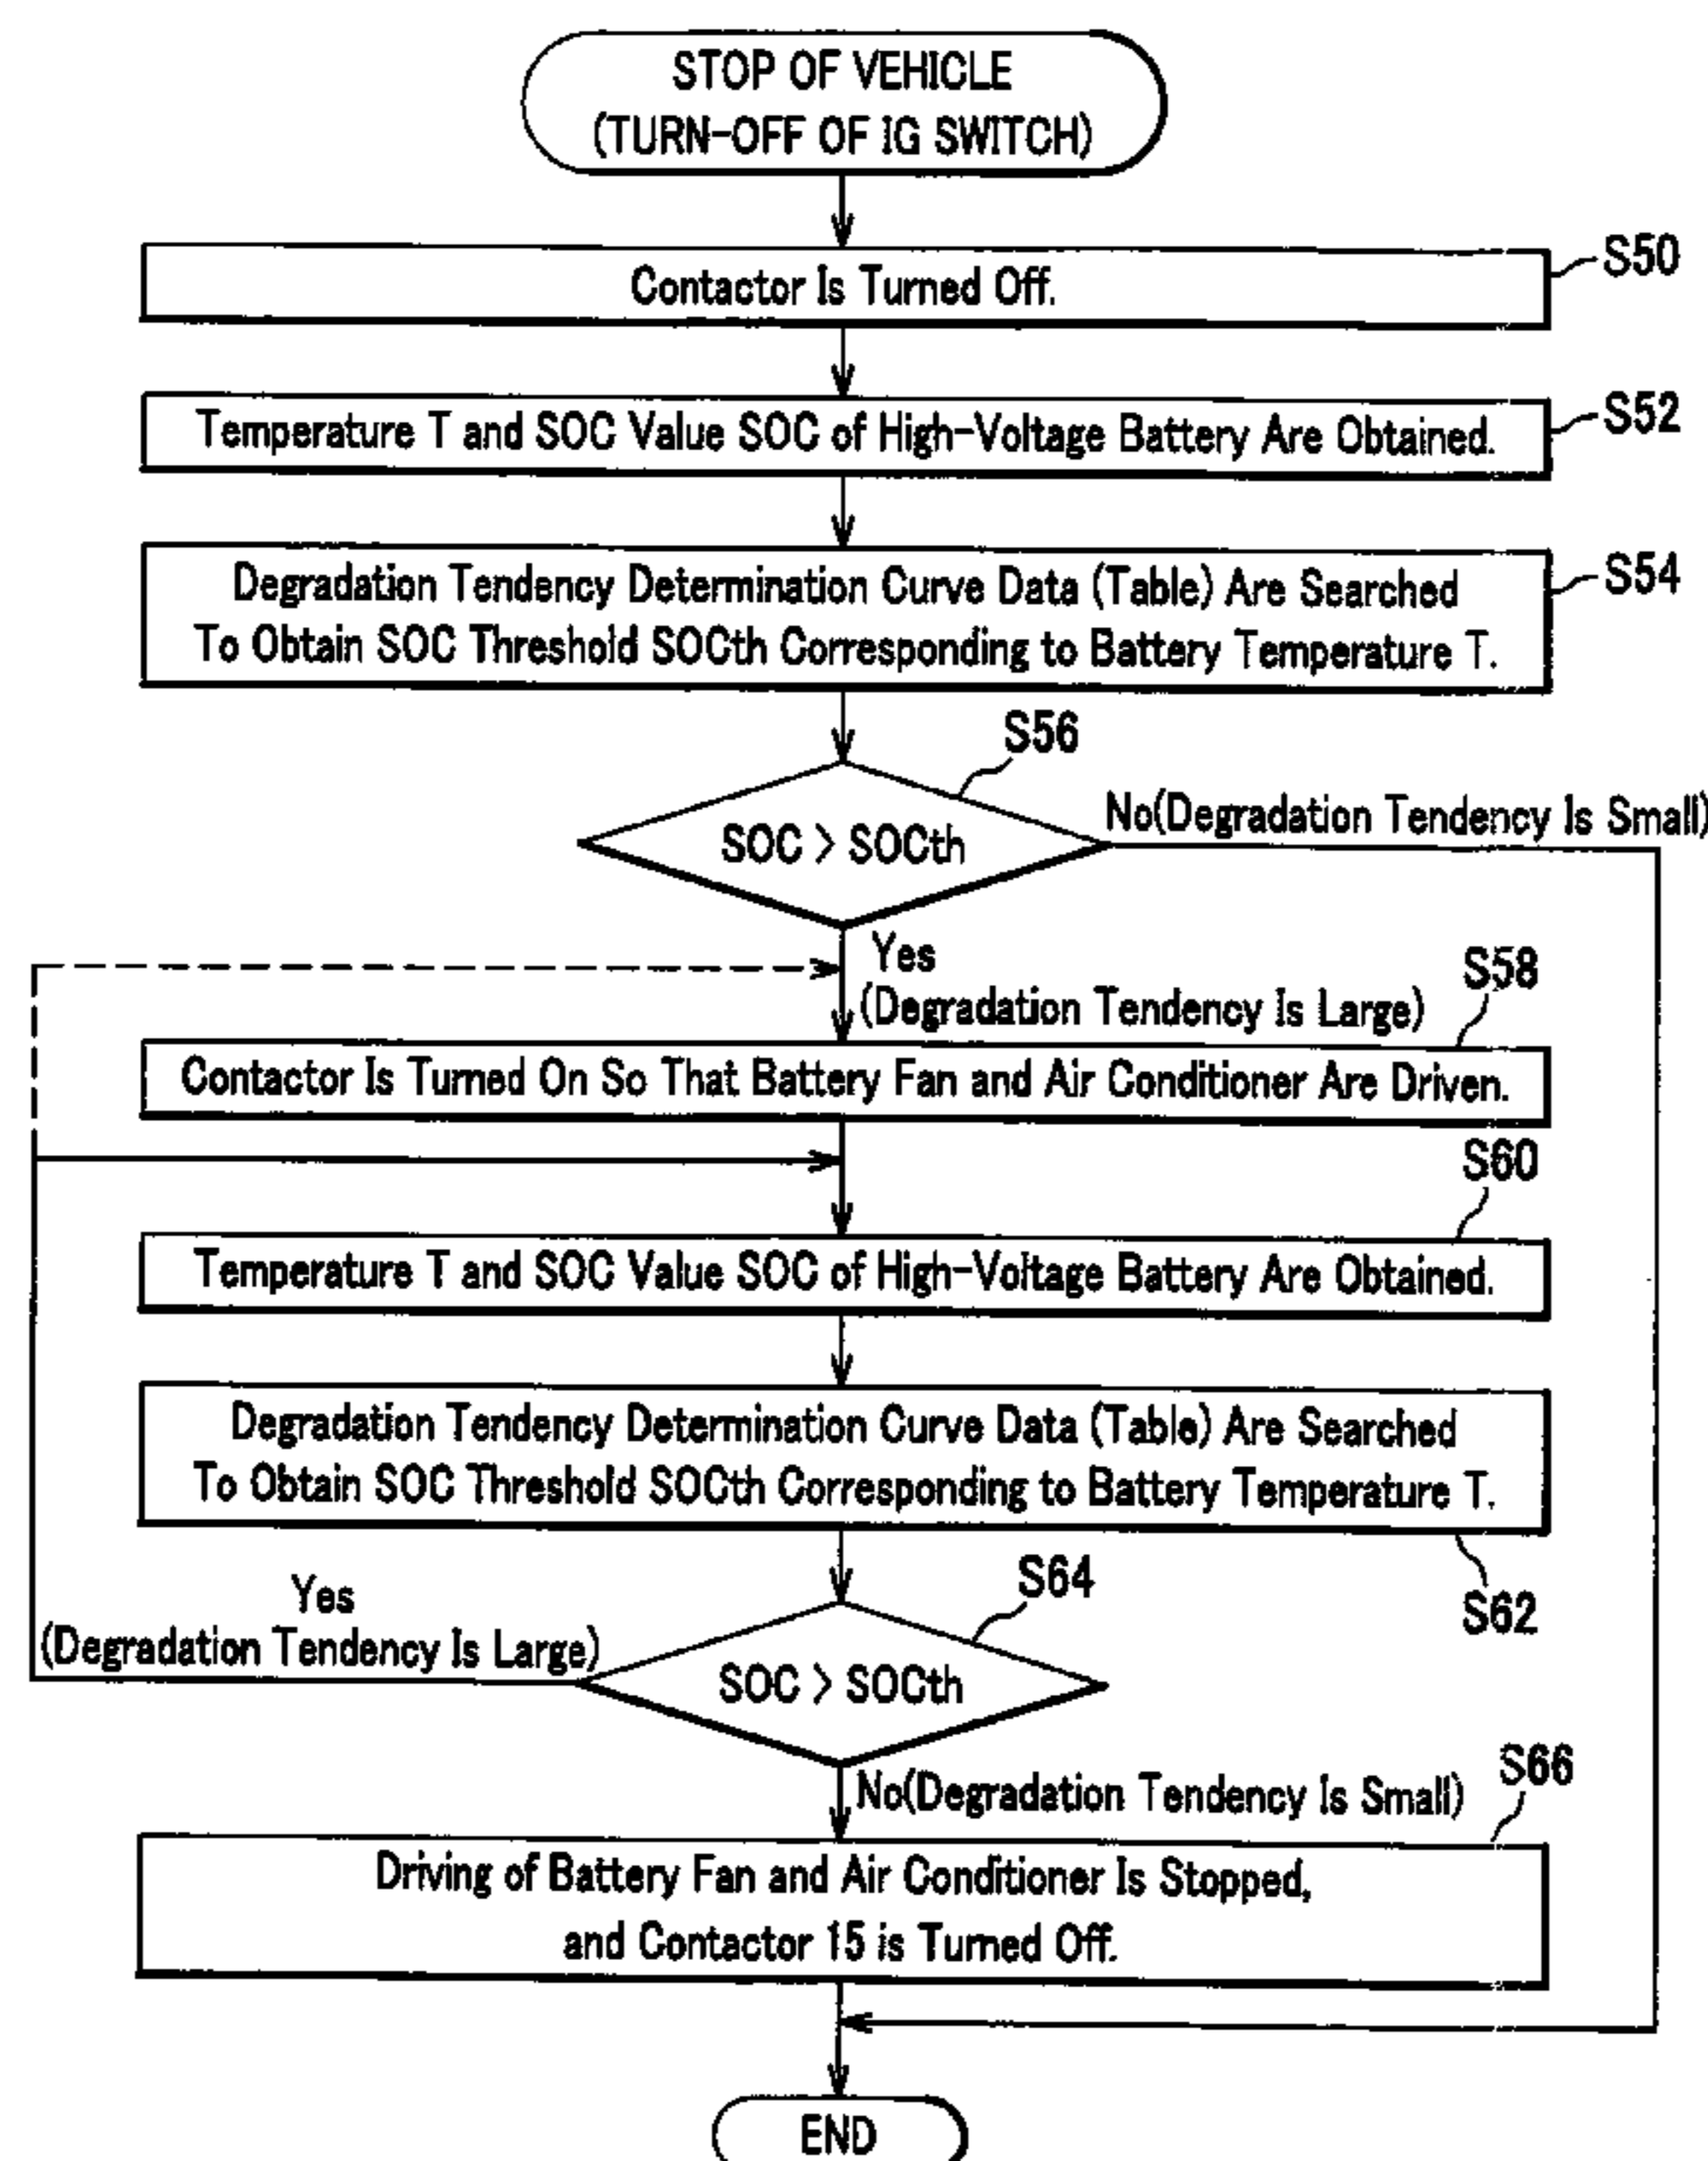 STOP OF VEHICLE
(TURN-OFF OF IG SWITCH)
Contactor Is Turned Off.
S50
Temperature T and SOC Value SOC of High-Voltage Battery Are Obtained.
S52
Degradation Tendency Determination Curve Data (Table) Are Searched
To Obtain SOC Threshold SOCth Corresponding to Battery Temperature T.
S54
S56
SOC > SOCth
No(Degradation Tendency Is Small)
Yes
(Degradation Tendency Is Large)
S58
Contactor Is Turned On So That Battery Fan and Air Conditioner Are Driven.
S60
Temperature T and SOC Value SOC of High-Voltage Battery Are Obtained.
Degradation Tendency Determination Curve Data (Table) Are Searched
To Obtain SOC Threshold SOCth Corresponding to Battery Temperature T.
S62
S64
Yes
(Degradation Tendency Is Large)
SOC > SOCth
No(Degradation Tendency Is Small)
S66
Driving of Battery Fan and Air Conditioner Is Stopped,
and Contactor 15 is Turned Off.
END